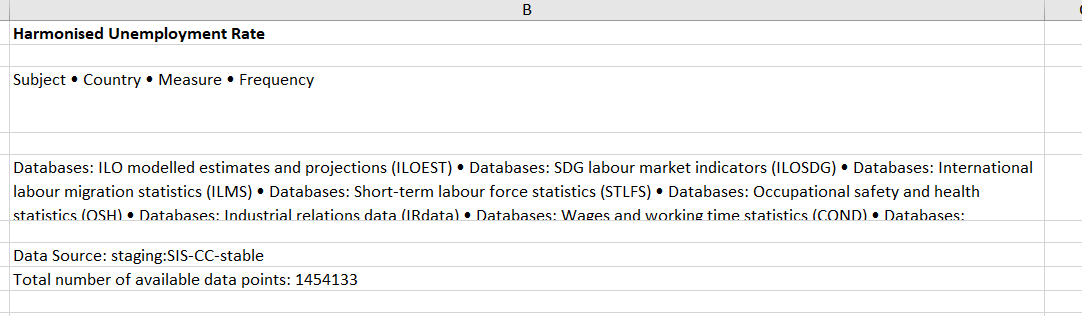 B
Harmonised Unemployment Rate
Subject • Country • Measure • Frequency
Databases: ILO modelled estimates and projections (ILOEST) • Databases: SDG labour market indicators (ILOSDG) • Databases: International
labour migration statistics (ILMS) • Databases: Short-term labour force statistics (STLFS) • Databases: Occupational safety and health
statistics (OSH) • Databases: Industrial relations data (IRdata) • Databases: Wages and working time statistics (COND) • Databases:
Data Source: staging:SIS-CC-stable
Total number of available data points: 1454133